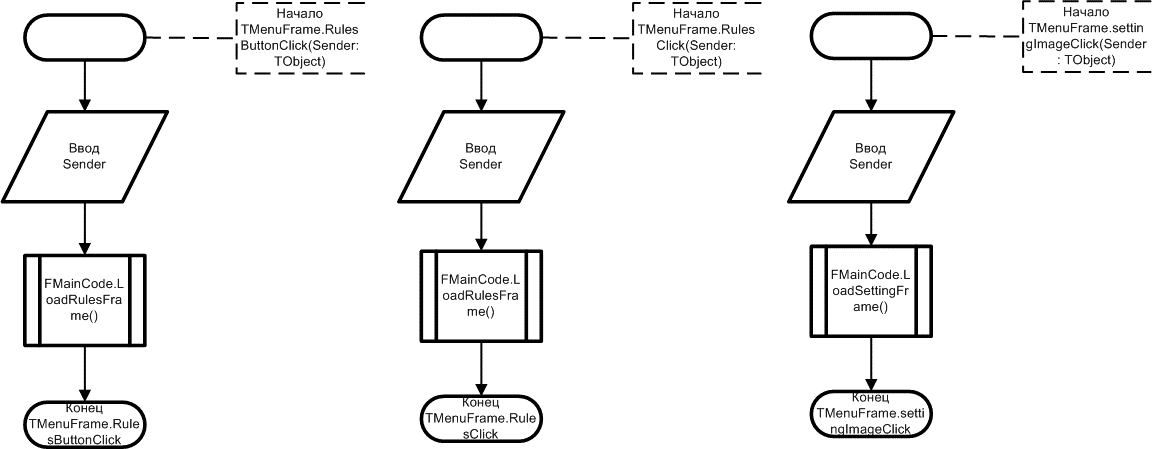 Начало
TMenuFrame.Rules
ButtonClick(Sender:
TObject)
Ввод
Sender
FMainCode.L
oadRulesFra
me()
Конец
TMenuFrame.Rule
sButtonClick
Начало
TMenuFrame.Rules
Click(Sender:
TObject)
Ввод
Sender
FMainCode.L
oadRulesFra
me()
Конец
TMenuFrame.Rule
sClick
Начало
TMenuFrame.settin
gImageClick(Sender
: TObject)
Ввод
Sender
FMainCode.L
oadSettingFr
ame()
Конец
TMenuFrame.setti
ngImageClick